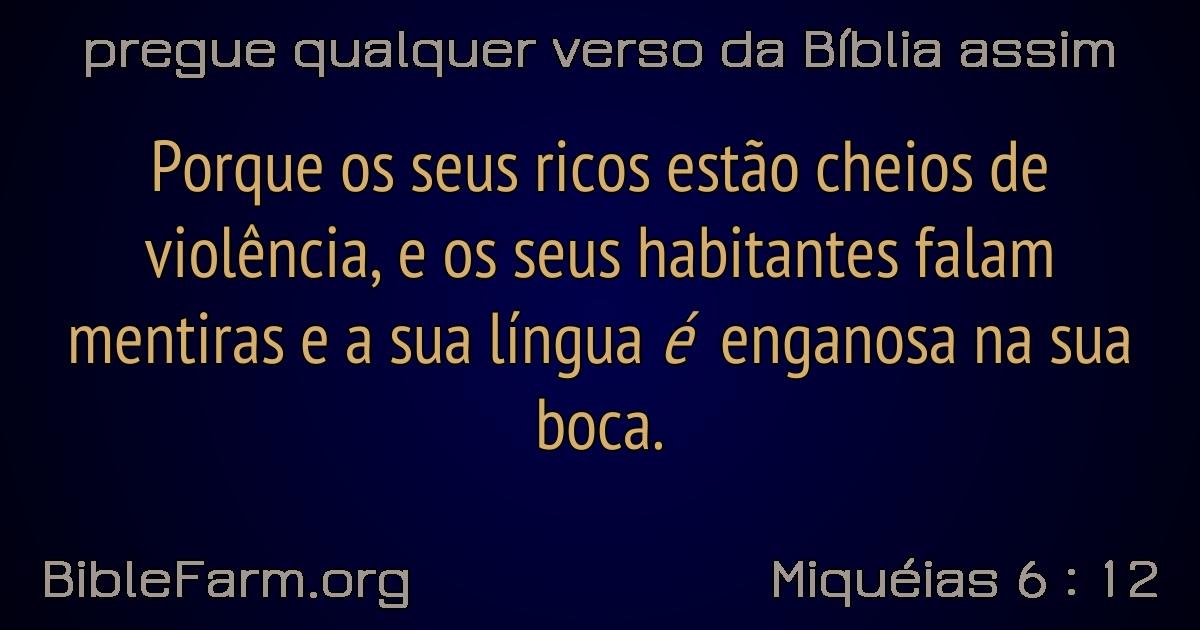 pregue qualquer verso da Bíblia assim
Porque os seus ricos estão cheios de
violência, e os seus habitantes falam
mentiras e a sua língua é enganosa na sua
boca.
BibleFarm.org
Miquéias 6 : 12